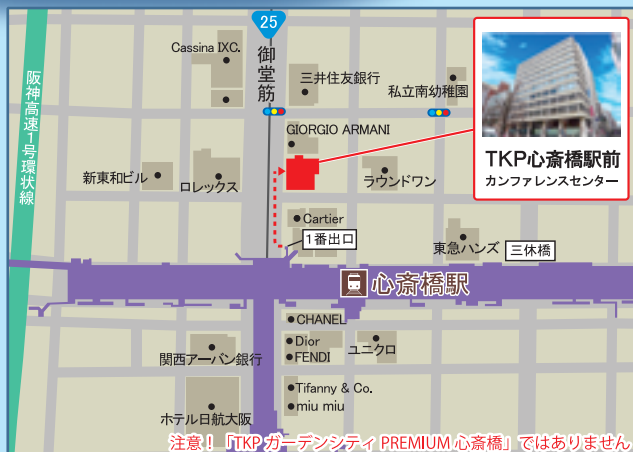 25
御堂筋
Cassina IXC.
三井住友銀行
私立南幼稚園
阪神高速1号環状線
GIORGIO ARMANI
TKP心斎橋駅前
カンファレンスセンター
新東和ビル
ロレックス
ラウンドワン
Cartier
1番出口
東急ハンズ
三休橋
心斎橋駅
CHANEL
Dior
FENDI
ユニクロ
関西アーバン銀行
Tifanny & Co.
miu miu
ホテル日航大阪
注意!「TKP ガーデンシティ PREMIUM 心斎橋」ではありません